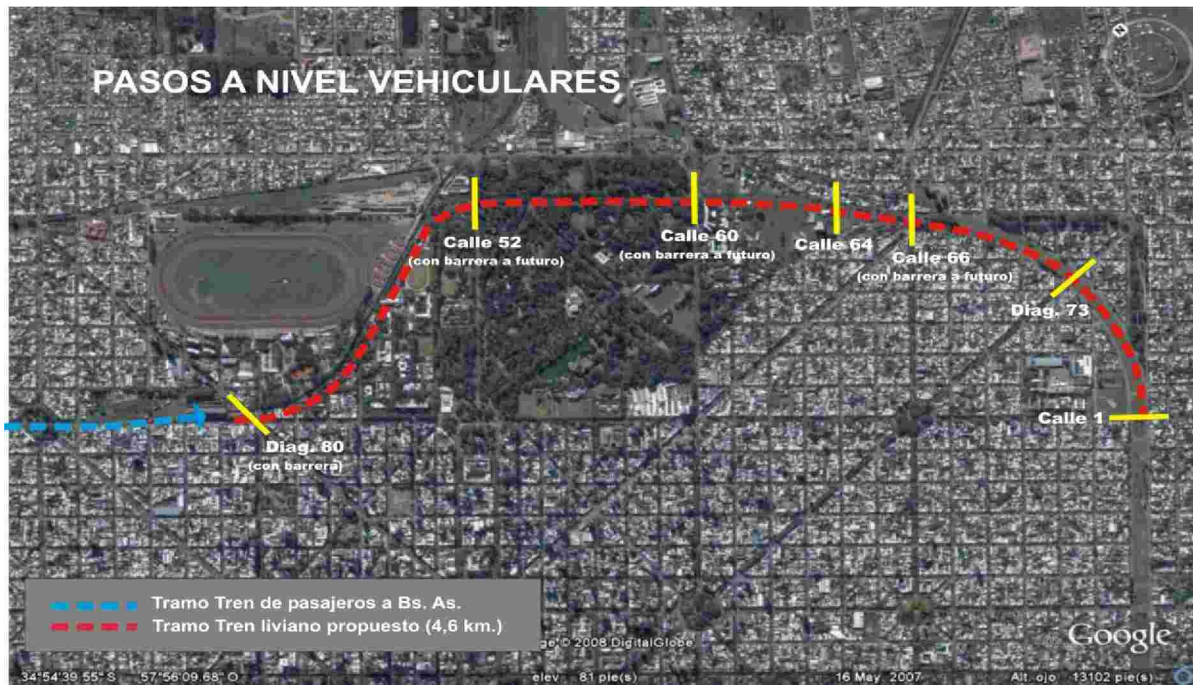 PASOS A NIVEL VEHICULARES
Calle 52
(con barrera a futuro)
Calle 60
(con barrera a futuro)
Calle 64
Calle 66
(con barrera a futuro)
Diag. 73
Calle 1
Diag. 80
(con barrera)
Tramo Tren de pasajeros a Bs. As.
Tramo Tren liviano propuesto (4,6 km.)
ge © 2008 DigitalGlobe
Google
34°54'39.55" S 57°56'09.68" O elev. 81 pie(s) 16 May, 2007 Alt. ojo 13102 pie(s)